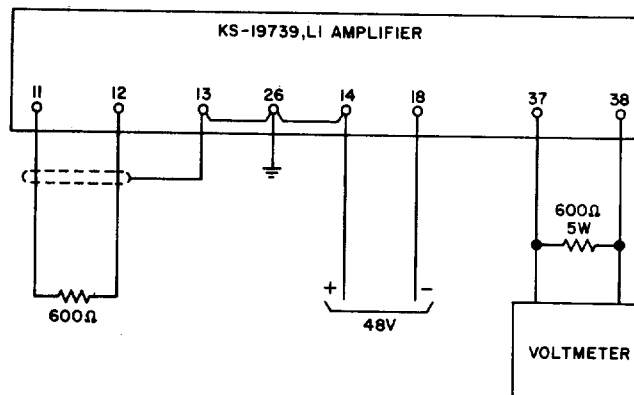 KS-19739,L1 AMPLIFIER
11 12 13 26 14 18 37 38
600Ω
5W
+ −
600Ω
48V
VOLTMETER